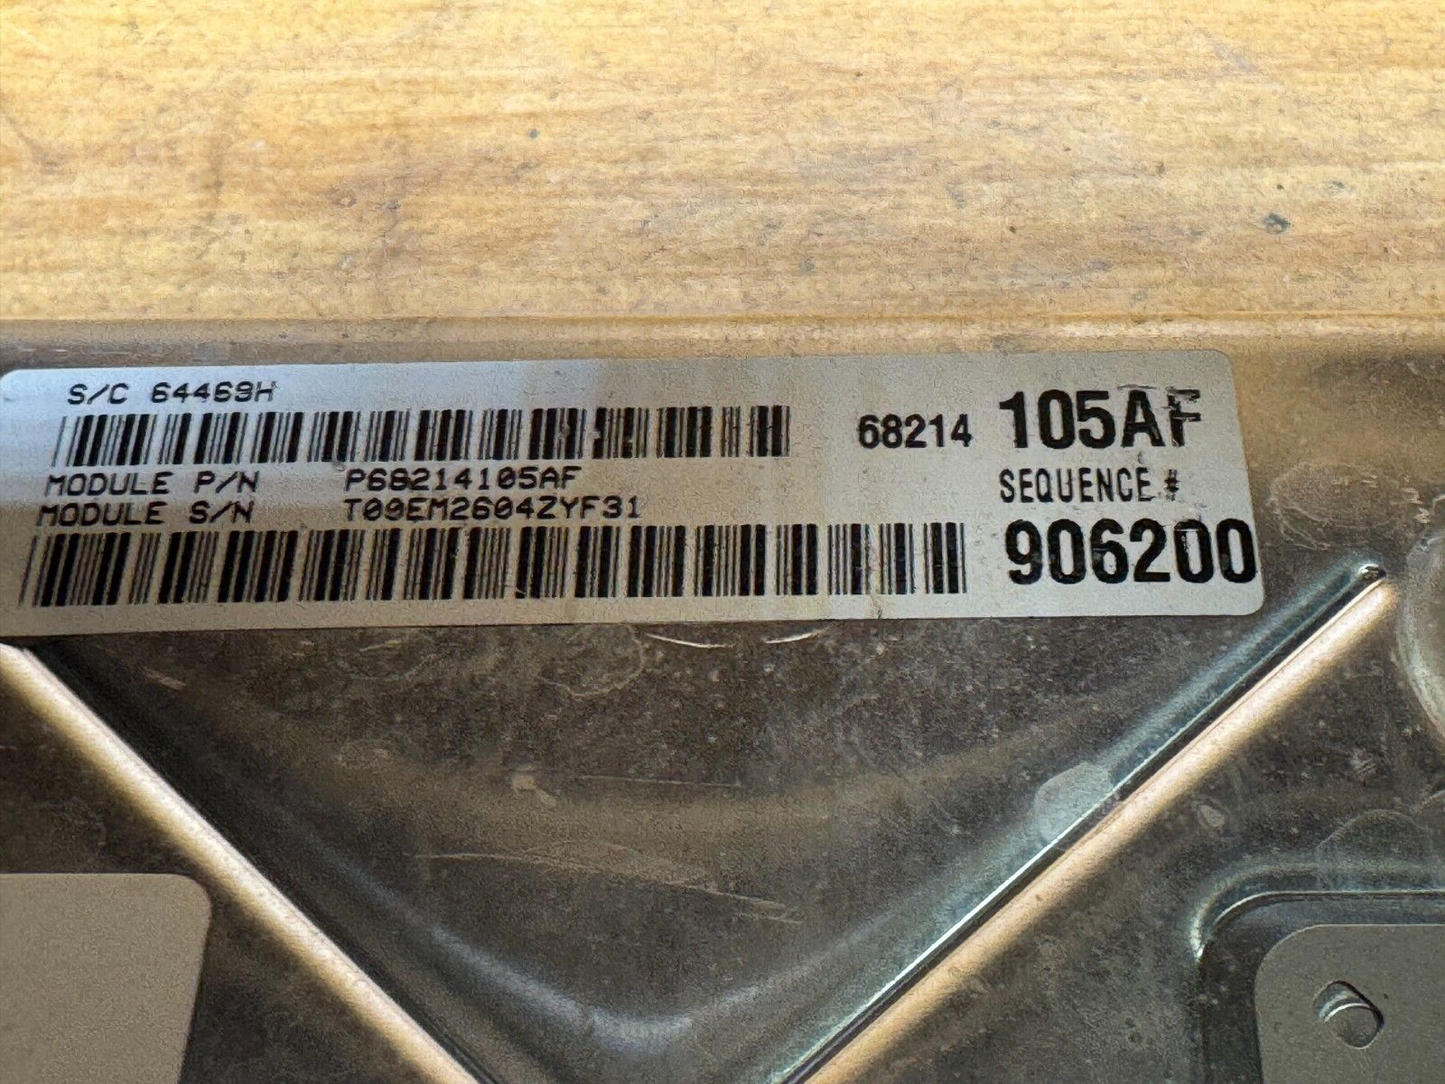 S/C 64469H
68214 105AF
MODULE P/N P68214105AF
SEQUENCE #
MODULE S/N T09EM2604ZYF31
906200